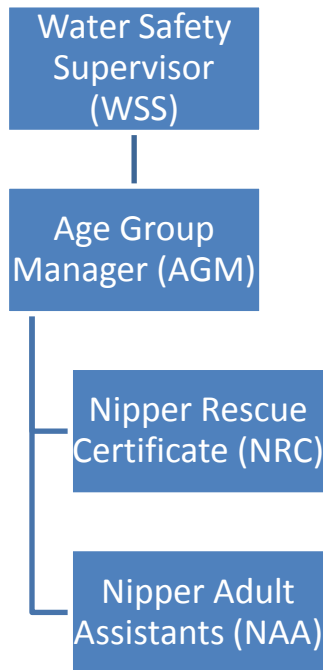 Water Safety
Supervisor
(WSS)
Age Group
Manager (AGM)
Nipper Rescue
Certificate (NRC)
Nipper Adult
Assistants (NAA)